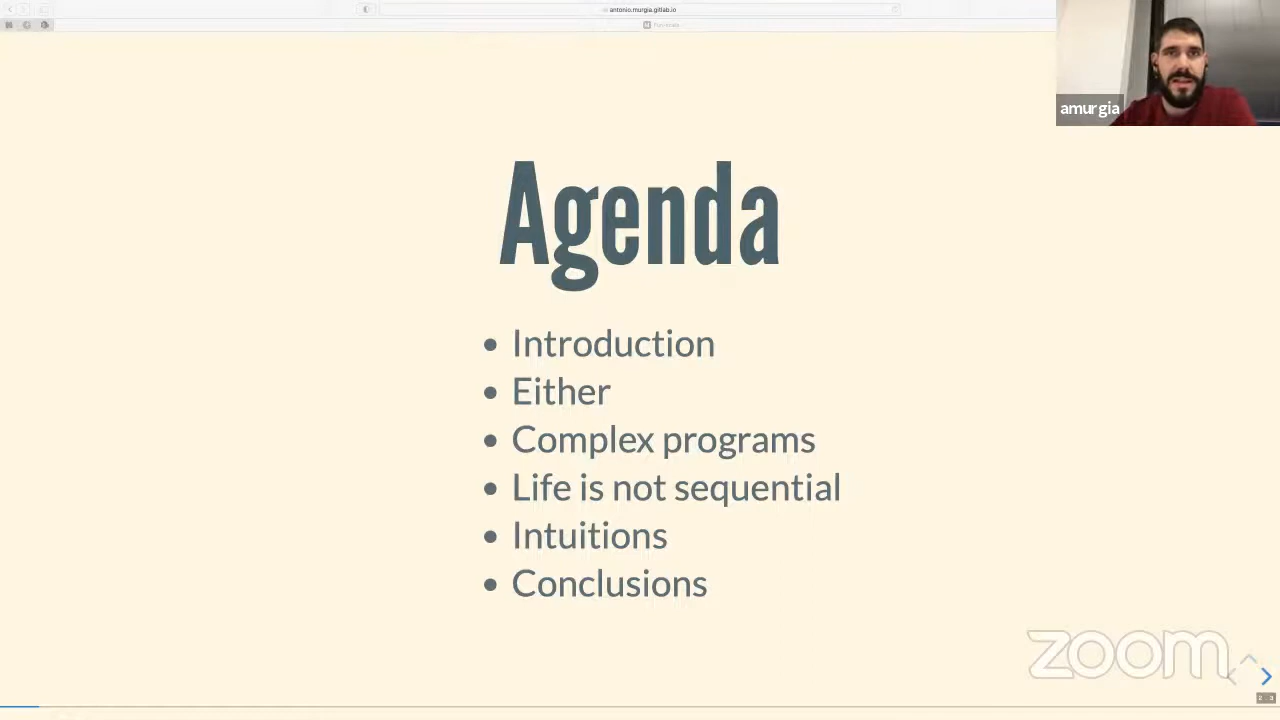 antonio.murgia.gitlab.io
amurgia
Agenda
Introduction
Either
Complex programs
Life is not sequential
Intuitions
Conclusions
zoom